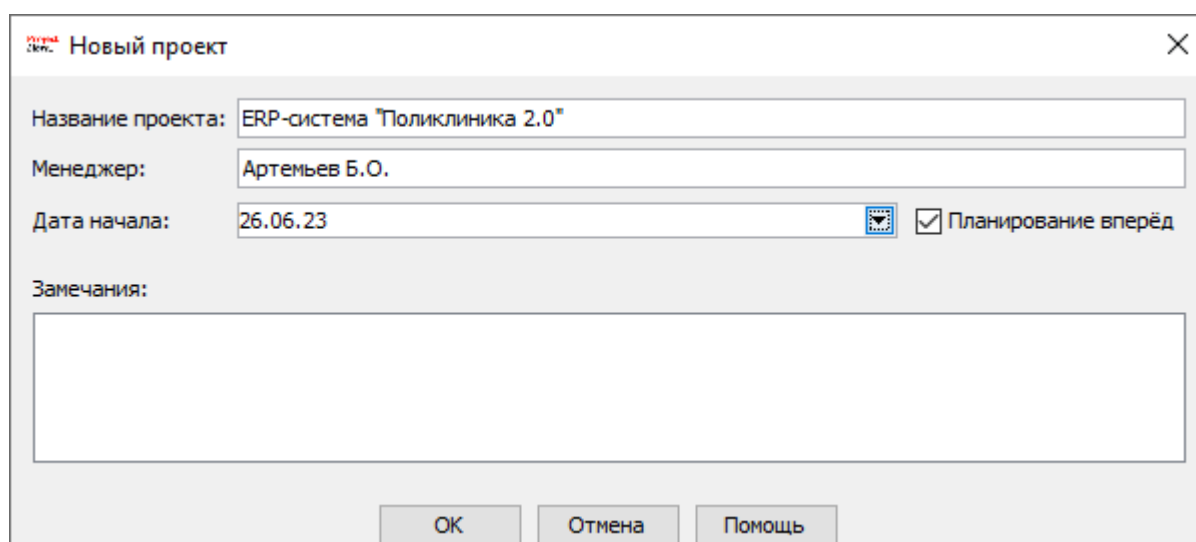 Новый проект
Название проекта: ERP-система "Поликлиника 2.0"
Менеджер: Артемьев Б.О.
Дата начала: 26.06.23 Планирование вперёд
Замечания:
OK Отмена Помощь